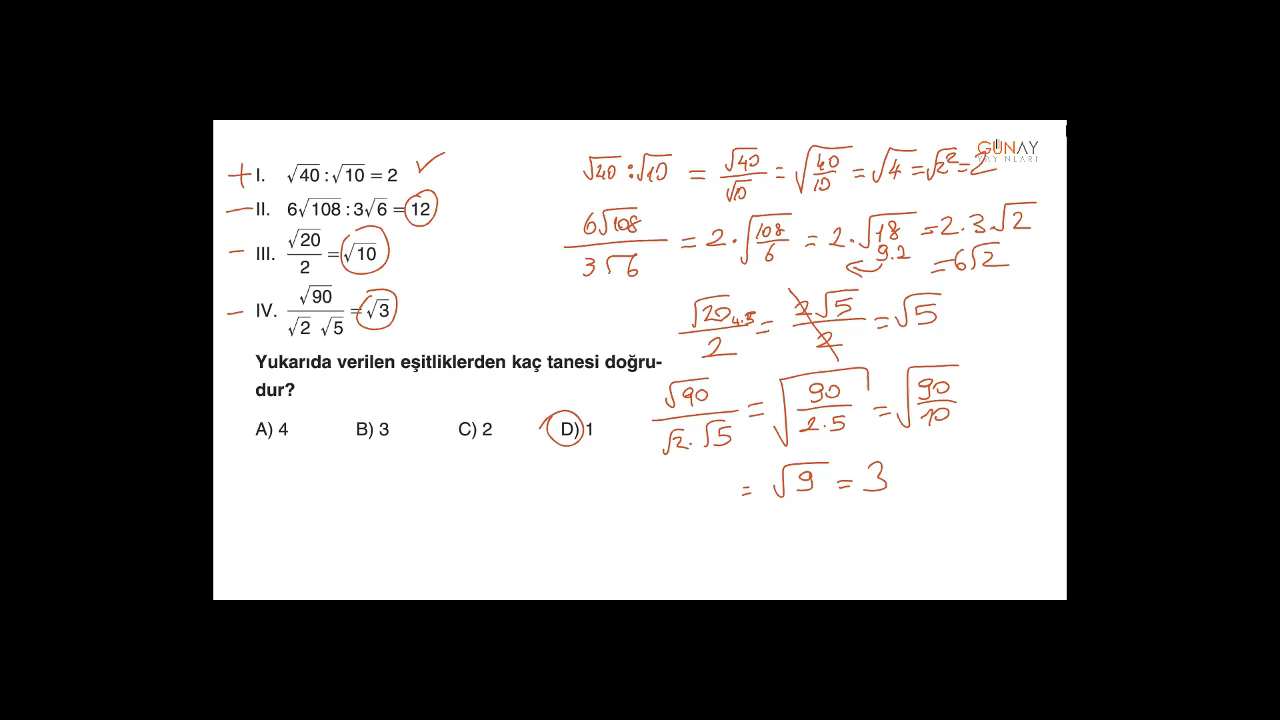 GÜNAY
YAYINLARI
+ I. √40 : √10 = 2 ✓
— II. 6√108 : 3√6 = 12
- III. √20/2 = √10
- IV. √90/(√2 √5) = √3
Yukarıda verilen eşitliklerden kaç tanesi doğru-
dur?
A) 4 B) 3 C) 2 D) 1
√40 : √10 = √40/√10 = √(40/10) = √4 = √2² = 2
6√108/3√6 = 2·√(108/6) = 2·√18 = 2.3√2
9.2
= 6√2
√20/2 = 2√5/2 = √5
4.5
√90/(√2·√5) = √(90/(2·5)) = √(90/10)
= √9 = 3